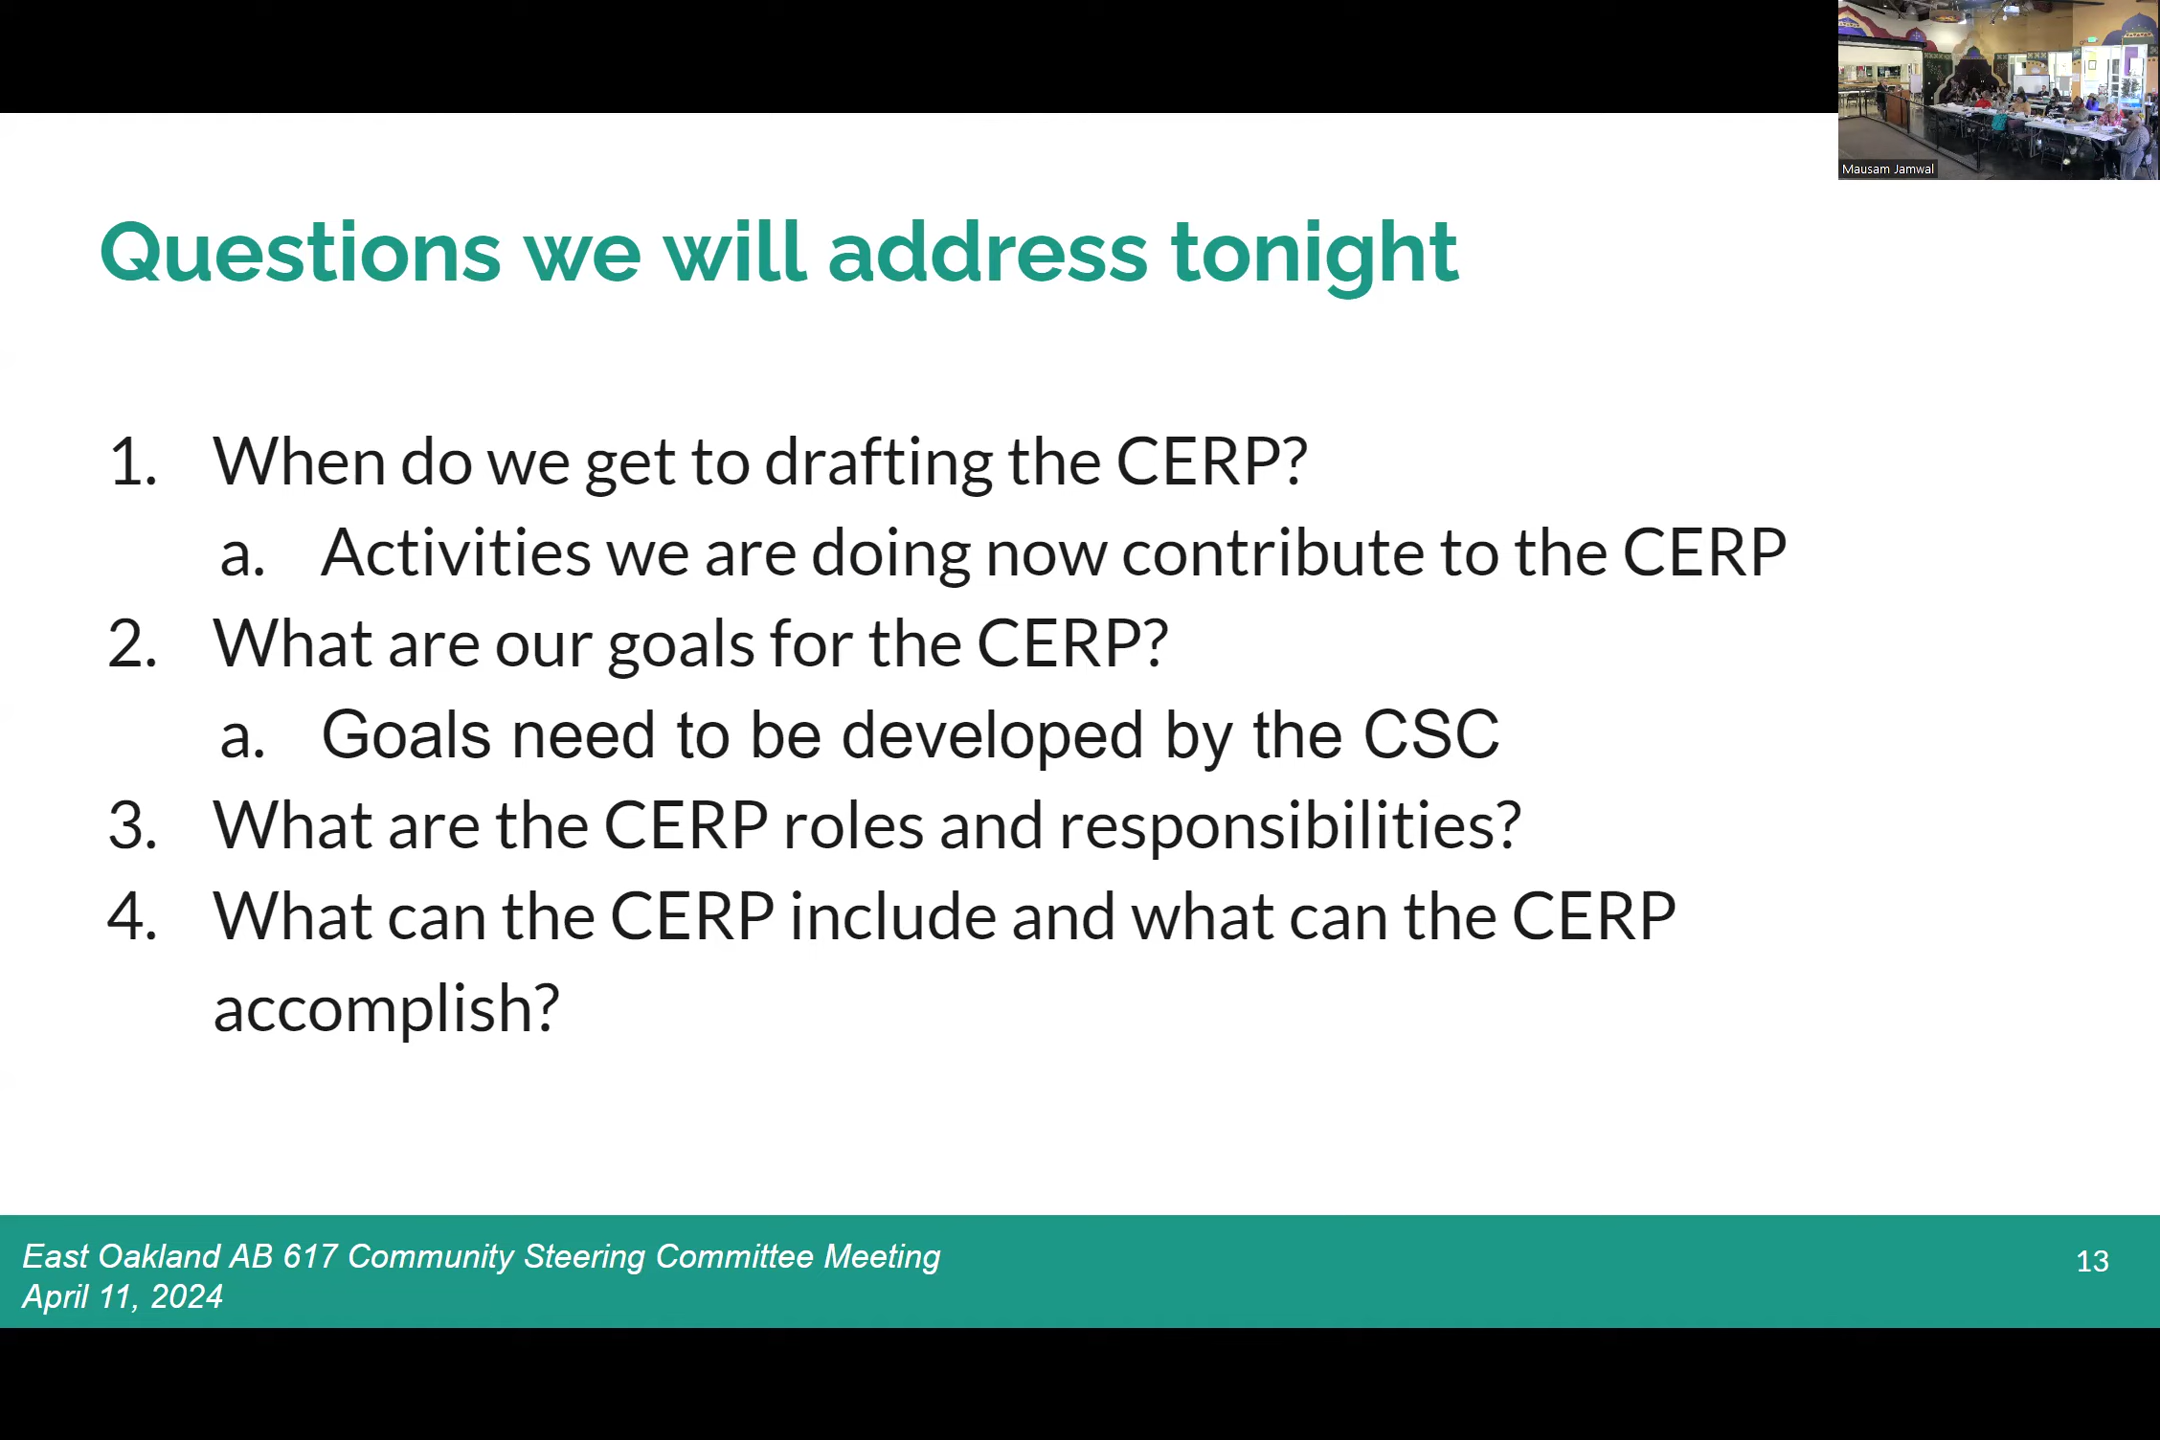 Mausam Jamwal
Questions we will address tonight
1. When do we get to drafting the CERP?
a. Activities we are doing now contribute to the CERP
2. What are our goals for the CERP?
a. Goals need to be developed by the CSC
3. What are the CERP roles and responsibilities?
4. What can the CERP include and what can the CERP
accomplish?
East Oakland AB 617 Community Steering Committee Meeting
April 11, 2024
13